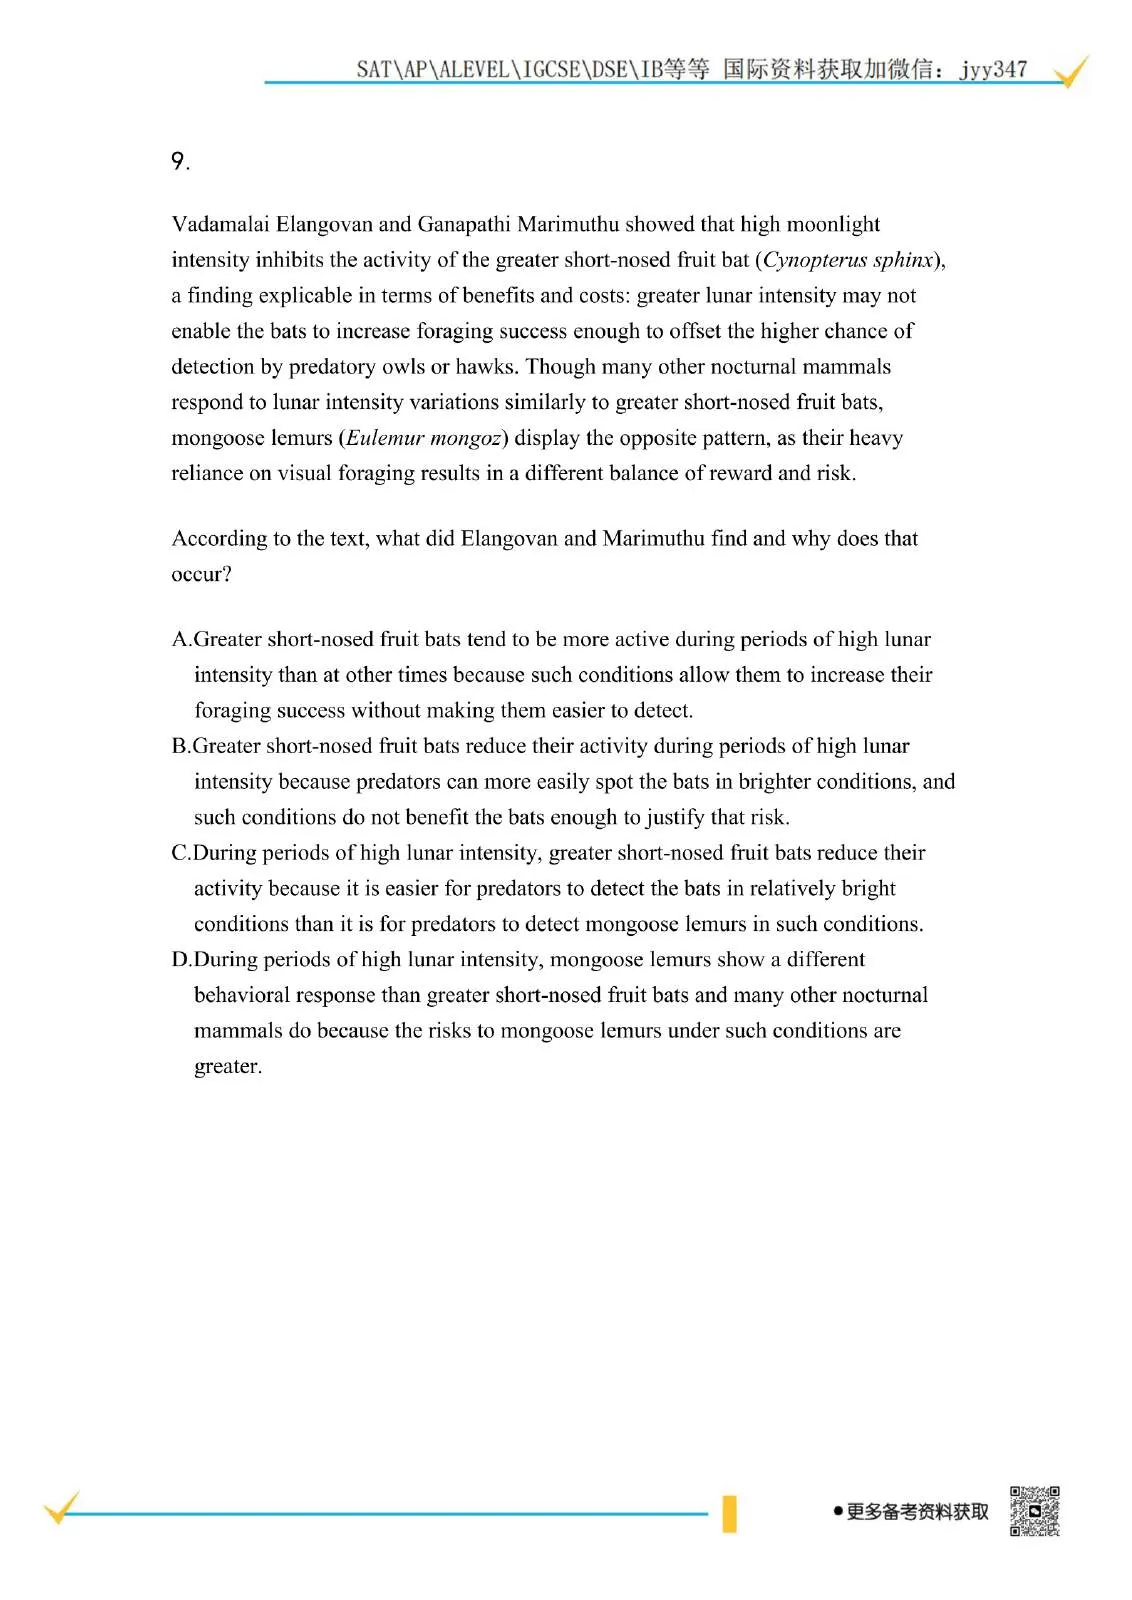 SAT\AP\ALEVEL\IGCSE\DSE\IB等等 国际资料获取加微信：jyy347
9.
Vadamalai Elangovan and Ganapathi Marimuthu showed that high moonlight
intensity inhibits the activity of the greater short-nosed fruit bat (Cynopterus sphinx),
a finding explicable in terms of benefits and costs: greater lunar intensity may not
enable the bats to increase foraging success enough to offset the higher chance of
detection by predatory owls or hawks. Though many other nocturnal mammals
respond to lunar intensity variations similarly to greater short-nosed fruit bats,
mongoose lemurs (Eulemur mongoz) display the opposite pattern, as their heavy
reliance on visual foraging results in a different balance of reward and risk.
According to the text, what did Elangovan and Marimuthu find and why does that
occur?
A.Greater short-nosed fruit bats tend to be more active during periods of high lunar
intensity than at other times because such conditions allow them to increase their
foraging success without making them easier to detect.
B.Greater short-nosed fruit bats reduce their activity during periods of high lunar
intensity because predators can more easily spot the bats in brighter conditions, and
such conditions do not benefit the bats enough to justify that risk.
C.During periods of high lunar intensity, greater short-nosed fruit bats reduce their
activity because it is easier for predators to detect the bats in relatively bright
conditions than it is for predators to detect mongoose lemurs in such conditions.
D.During periods of high lunar intensity, mongoose lemurs show a different
behavioral response than greater short-nosed fruit bats and many other nocturnal
mammals do because the risks to mongoose lemurs under such conditions are
greater.
●更多备考资料获取